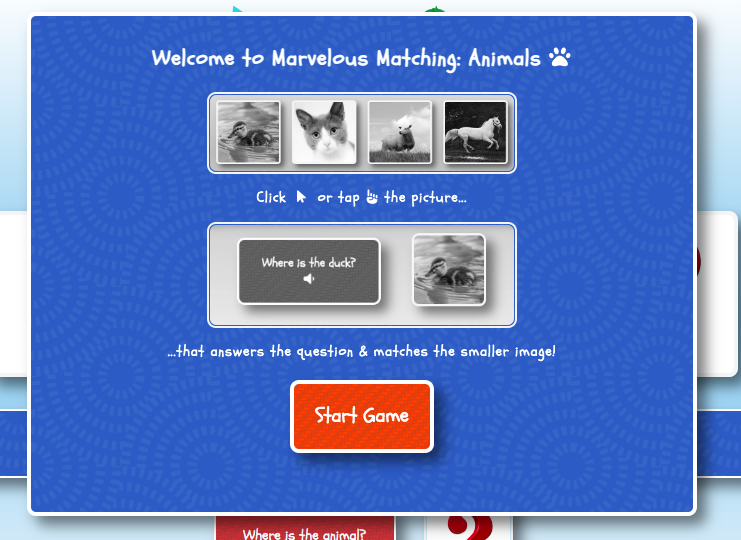 Welcome to Marvelous Matching: Animals
Click or tap the picture...
Where is the duck?
...that answers the question & matches the smaller image!
Start Game
Where is the animal?